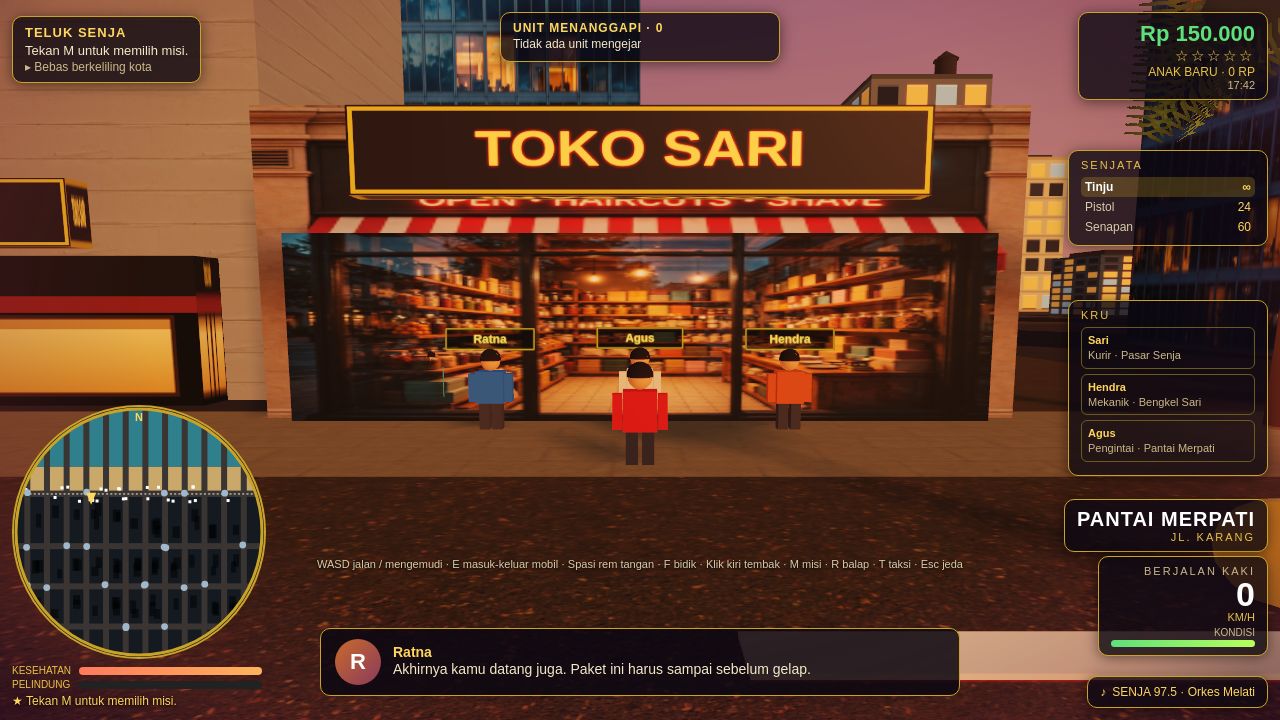 TELUK SENJA
Tekan M untuk memilih misi.
▸ Bebas berkeliling kota
UNIT MENANGGAPI · 0
Tidak ada unit mengejar
Rp 150.000
☆☆☆☆☆
ANAK BARU · 0 RP
17:42
TOKO SARI
OPEN • HAIRCUTS • SHAVE
SENJATA
Tinju ∞
Pistol 24
Senapan 60
KRU
Sari
Kurir · Pasar Senja
Hendra
Mekanik · Bengkel Sari
Agus
Pengintai · Pantai Merpati
Ratna
Agus
Hendra
N
PANTAI MERPATI
JL. KARANG
WASD jalan / mengemudi · E masuk-keluar mobil · Spasi rem tangan · F bidik · Klik kiri tembak · M misi · R balap · T taksi · Esc jeda
BERJALAN KAKI
0
KM/H
KONDISI
R
Ratna
Akhirnya kamu datang juga. Paket ini harus sampai sebelum gelap.
KESEHATAN
PELINDUNG
★ Tekan M untuk memilih misi.
♪ SENJA 97.5 · Orkes Melati